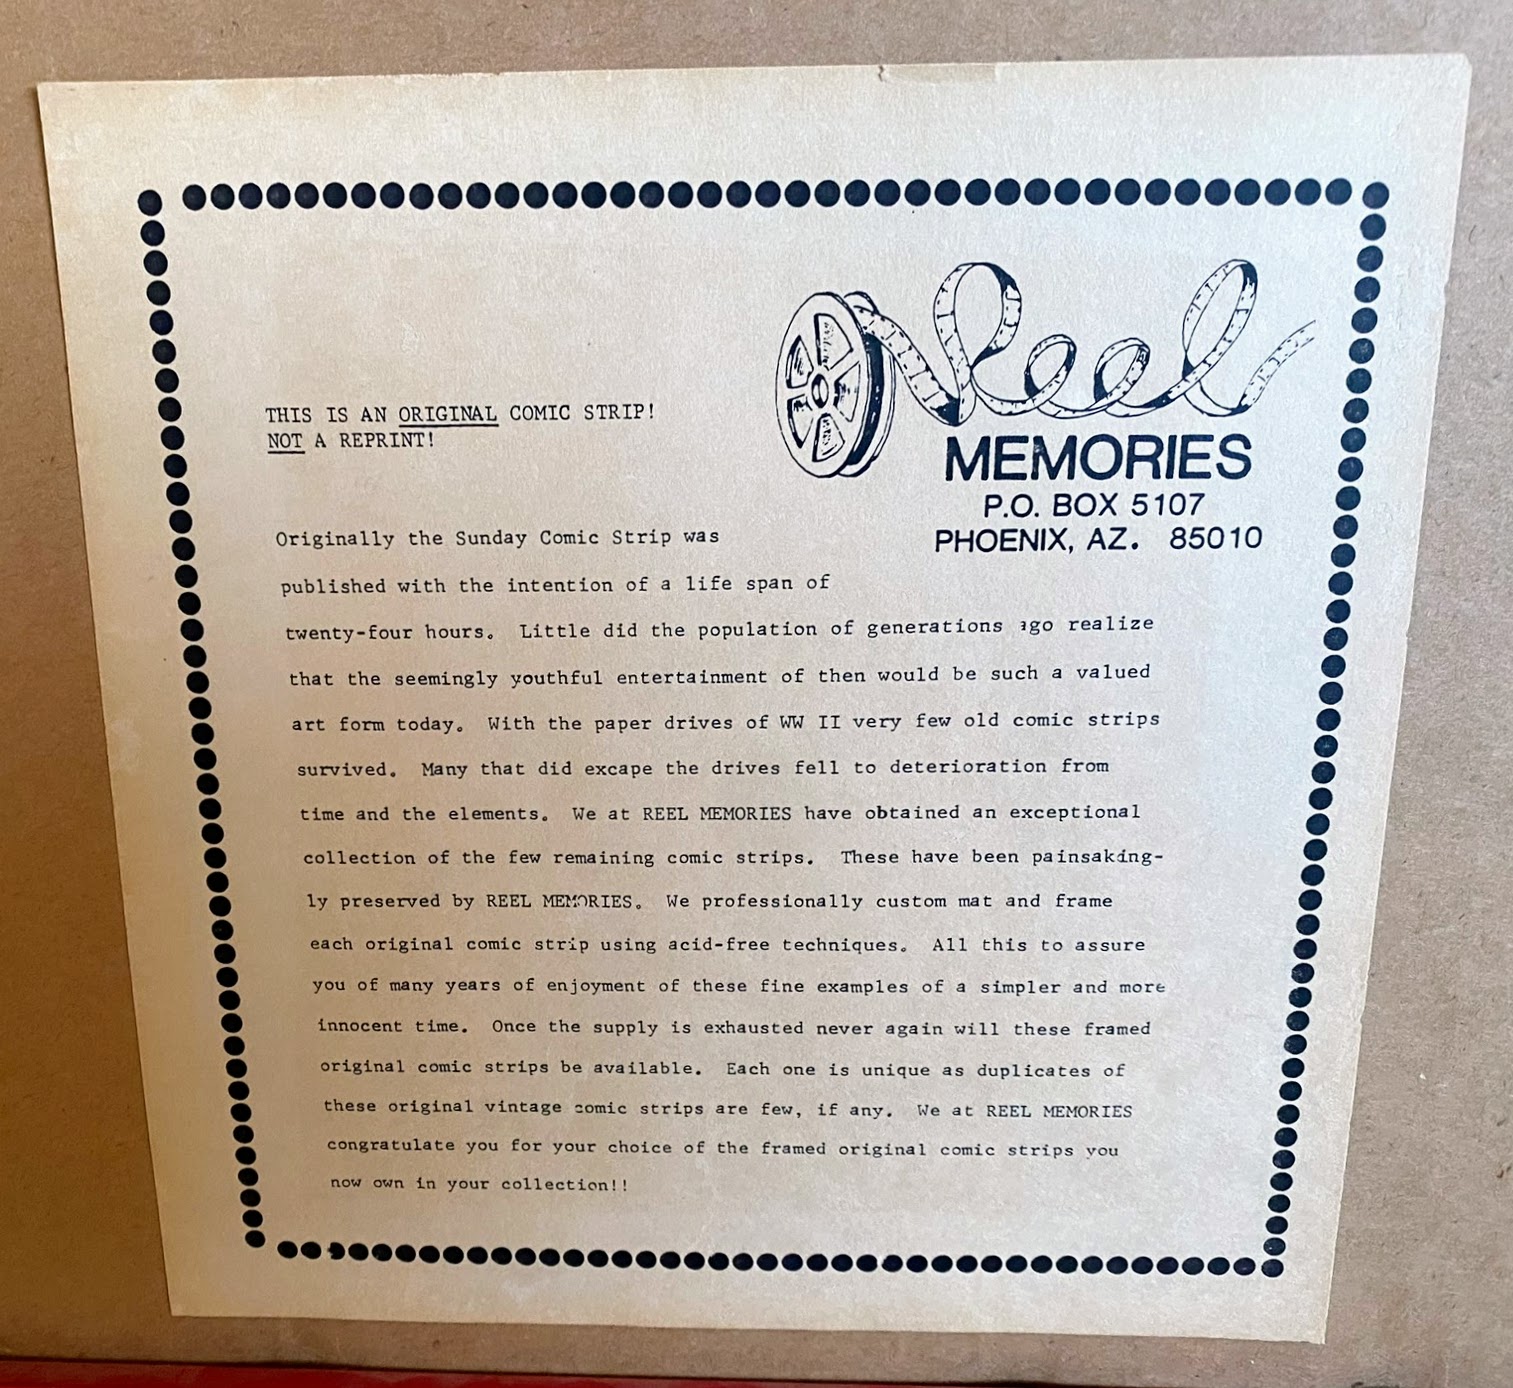 Reel
MEMORIES
P.O. BOX 5107
PHOENIX, AZ. 85010
THIS IS AN ORIGINAL COMIC STRIP!
NOT A REPRINT!
Originally the Sunday Comic Strip was
published with the intention of a life span of
twenty-four hours. Little did the population of generations ago realize
that the seemingly youthful entertainment of then would be such a valued
art form today. With the paper drives of WW II very few old comic strips
survived. Many that did excape the drives fell to deterioration from
time and the elements. We at REEL MEMORIES have obtained an exceptional
collection of the few remaining comic strips. These have been painsaking-
ly preserved by REEL MEMORIES. We professionally custom mat and frame
each original comic strip using acid-free techniques. All this to assure
you of many years of enjoyment of these fine examples of a simpler and more
innocent time. Once the supply is exhausted never again will these framed
original comic strips be available. Each one is unique as duplicates of
these original vintage comic strips are few, if any. We at REEL MEMORIES
congratulate you for your choice of the framed original comic strips you
now own in your collection!!